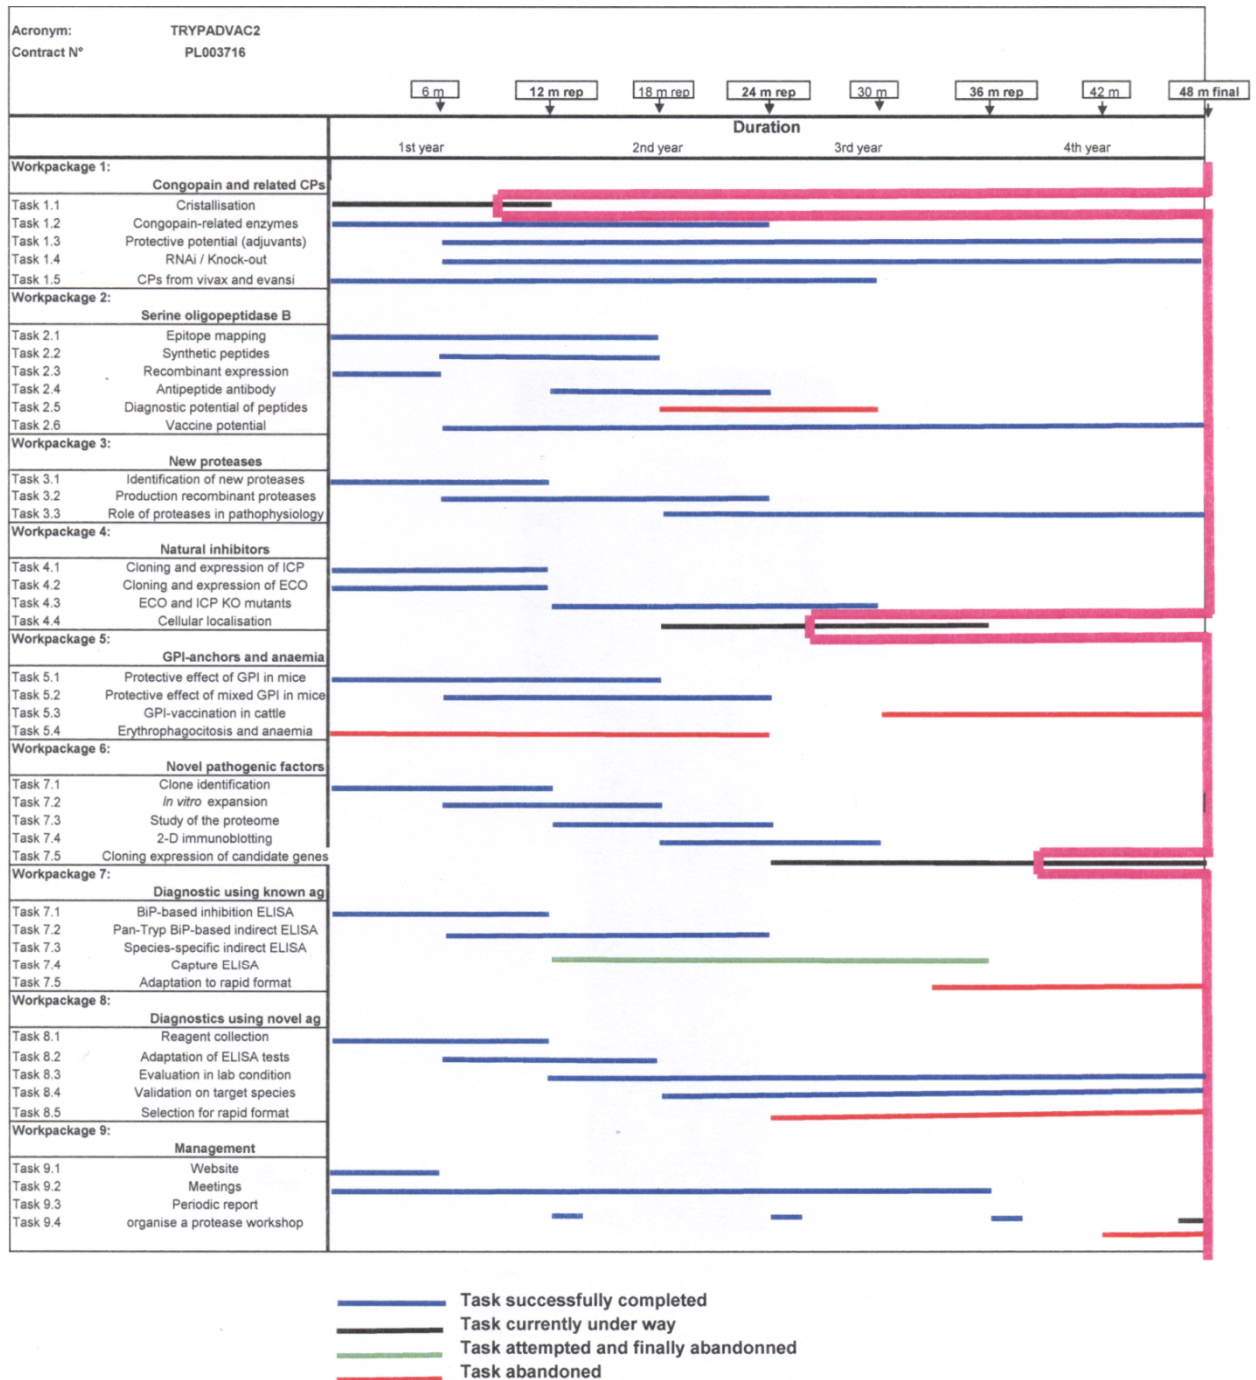 Acronym: TRYPADVAC2
Contract N° PL003716
6 m 12 m rep 18 m rep 24 m rep 30 m 36 m rep 42 m 48 m final
Duration
1st year 2nd year 3rd year 4th year
Workpackage 1:
Congopain and related CPs
Task 1.1 Cristallisation
Task 1.2 Congopain-related enzymes
Task 1.3 Protective potential (adjuvants)
Task 1.4 RNAi / Knock-out
Task 1.5 CPs from vivax and evansi
Workpackage 2:
Serine oligopeptidase B
Task 2.1 Epitope mapping
Task 2.2 Synthetic peptides
Task 2.3 Recombinant expression
Task 2.4 Antipeptide antibody
Task 2.5 Diagnostic potential of peptides
Task 2.6 Vaccine potential
Workpackage 3:
New proteases
Task 3.1 Identification of new proteases
Task 3.2 Production recombinant proteases
Task 3.3 Role of proteases in pathophysiology
Workpackage 4:
Natural inhibitors
Task 4.1 Cloning and expression of ICP
Task 4.2 Cloning and expression of ECO
Task 4.3 ECO and ICP KO mutants
Task 4.4 Cellular localisation
Workpackage 5:
GPI-anchors and anaemia
Task 5.1 Protective effect of GPI in mice
Task 5.2 Protective effect of mixed GPI in mice
Task 5.3 GPI-vaccination in cattle
Task 5.4 Erythrophagocitosis and anaemia
Workpackage 6:
Novel pathogenic factors
Task 7.1 Clone identification
Task 7.2 In vitro expansion
Task 7.3 Study of the proteome
Task 7.4 2-D immunoblotting
Task 7.5 Cloning expression of candidate genes
Workpackage 7:
Diagnostic using known ag
Task 7.1 BiP-based inhibition ELISA
Task 7.2 Pan-Tryp BiP-based indirect ELISA
Task 7.3 Species-specific indirect ELISA
Task 7.4 Capture ELISA
Task 7.5 Adaptation to rapid format
Workpackage 8:
Diagnostics using novel ag
Task 8.1 Reagent collection
Task 8.2 Adaptation of ELISA tests
Task 8.3 Evaluation in lab condition
Task 8.4 Validation on target species
Task 8.5 Selection for rapid format
Workpackage 9:
Management
Task 9.1 Website
Task 9.2 Meetings
Task 9.3 Periodic report
Task 9.4 organise a protease workshop
Task successfully completed
Task currently under way
Task attempted and finally abandonned
Task abandoned